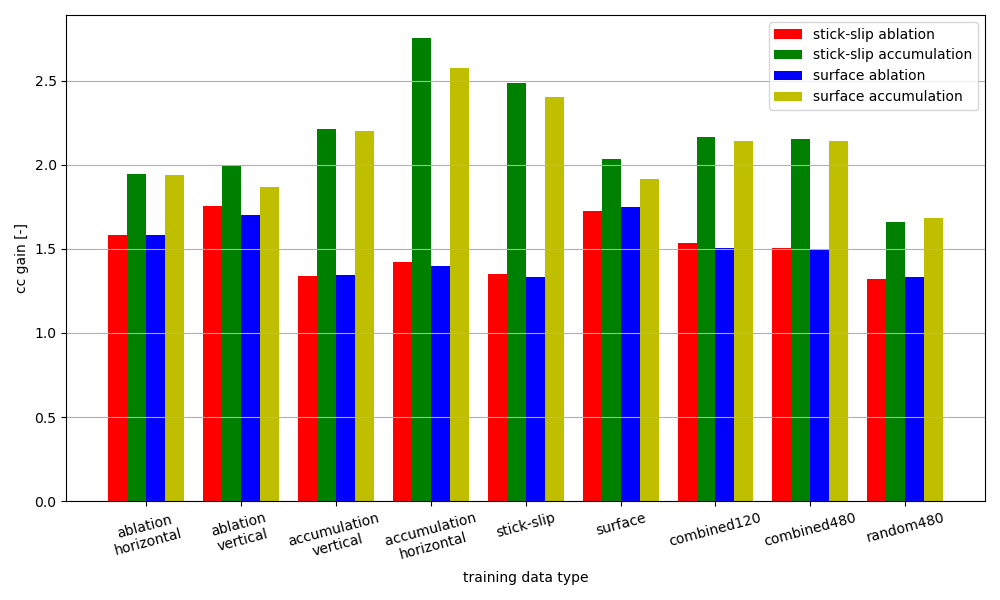 stick-slip ablation
stick-slip accumulation
surface ablation
surface accumulation
cc gain [-]
2.5
2.0
1.5
1.0
0.5
0.0
ablation
horizontal
ablation
vertical
accumulation
vertical
accumulation
horizontal
stick-slip
surface
combined120
combined480
random480
training data type